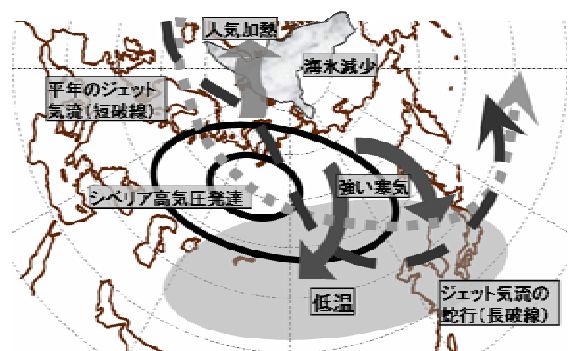 人気加熱
海氷減少
平年のジェット
気流(短破線)
シベリア高気圧発達
強い寒気
低温
ジェット気流の
蛇行(長破線)